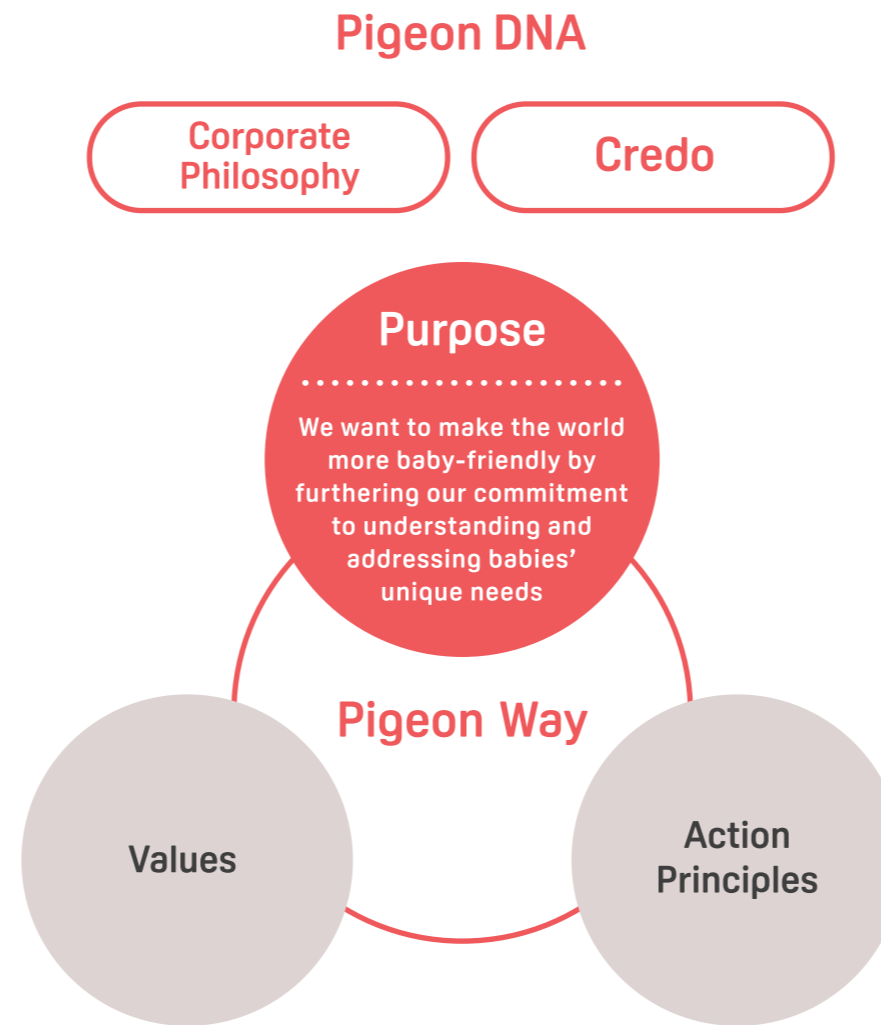 Pigeon DNA
Corporate
Philosophy
Credo
Purpose
We want to make the world
more baby-friendly by
furthering our commitment
to understanding and
addressing babies’
unique needs
Pigeon Way
Values
Action
Principles